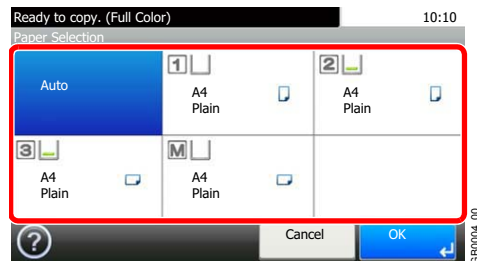 Ready to copy. (Full Color) 10:10
Paper Selection
Auto
1
A4
Plain
2
A4
Plain
3
A4
Plain
M
A4
Plain
?
Cancel
OK
GB0004_00